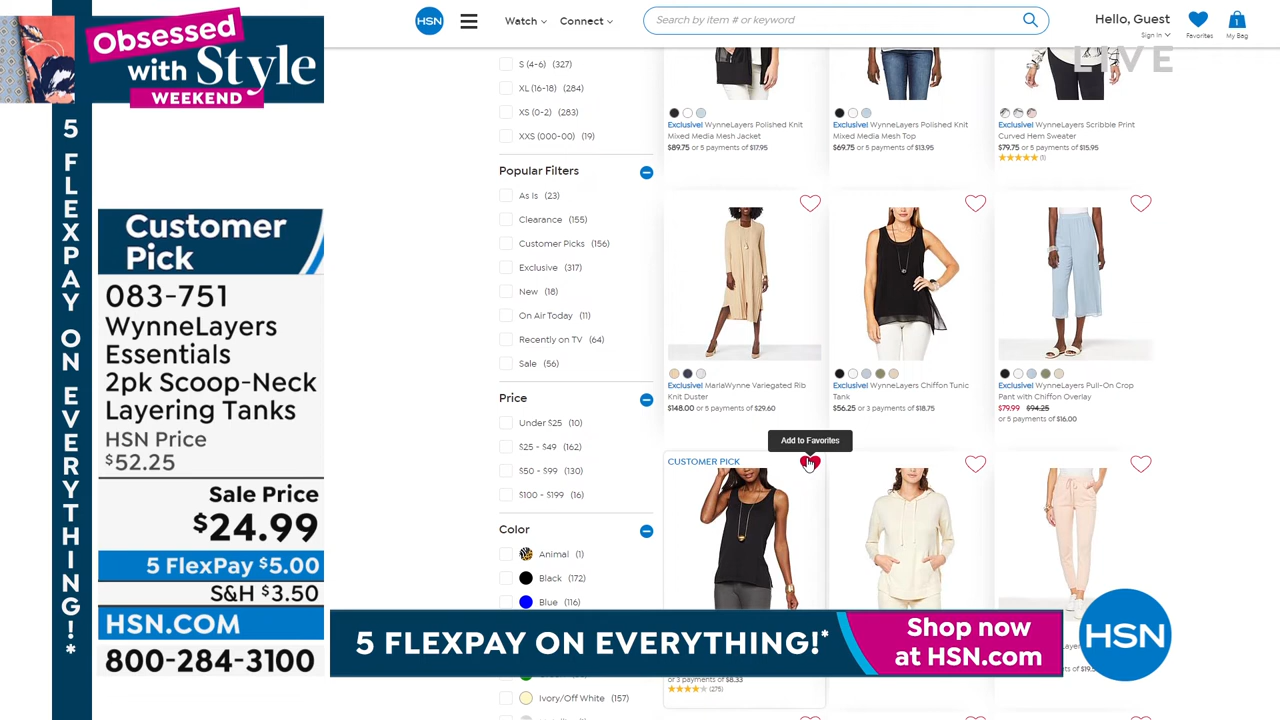 Obsessed
with Style
WEEKEND
5 FLEXPAY ON EVERYTHING!*
Customer
Pick
083-751
WynneLayers
Essentials
2pk Scoop-Neck
Layering Tanks
HSN Price
$52.25
Sale Price
$24.99
5 FlexPay $5.00
S&H $3.50
HSN.COM
800-284-3100
HSN
Watch
Connect
Search by item # or keyword
Hello, Guest
Sign in
Favorites
1
My Bag
LIVE
S (4-6) (327)
XL (16-18) (284)
XS (0-2) (283)
XXS (000-00) (19)
Popular Filters
As Is (23)
Clearance (155)
Customer Picks (156)
Exclusive (317)
New (18)
On Air Today (11)
Recently on TV (64)
Sale (56)
Price
Under $25 (10)
$25 - $49 (162)
$50 - $99 (130)
$100 - $199 (16)
Color
Animal (1)
Black (172)
Blue (116)
Ivory/Off White (157)
Exclusive! WynneLayers Polished Knit
Mixed Media Mesh Jacket
$89.75 or 5 payments of $17.95
Exclusive! WynneLayers Polished Knit
Mixed Media Mesh Top
$69.75 or 5 payments of $13.95
Exclusive! WynneLayers Scribble Print
Curved Hem Sweater
$79.75 or 5 payments of $15.95
(1)
Exclusive! MarlaWynne Variegated Rib
Knit Duster
$148.00 or 5 payments of $29.60
Exclusive! WynneLayers Chiffon Tunic
Tank
$56.25 or 3 payments of $18.75
Exclusive! WynneLayers Pull-On Crop
Pant with Chiffon Overlay
$79.99 $94.25
or 5 payments of $16.00
Add to Favorites
CUSTOMER PICK
or 3 payments of $8.33
(275)
5 FLEXPAY ON EVERYTHING!*
Shop now
at HSN.com
HSN